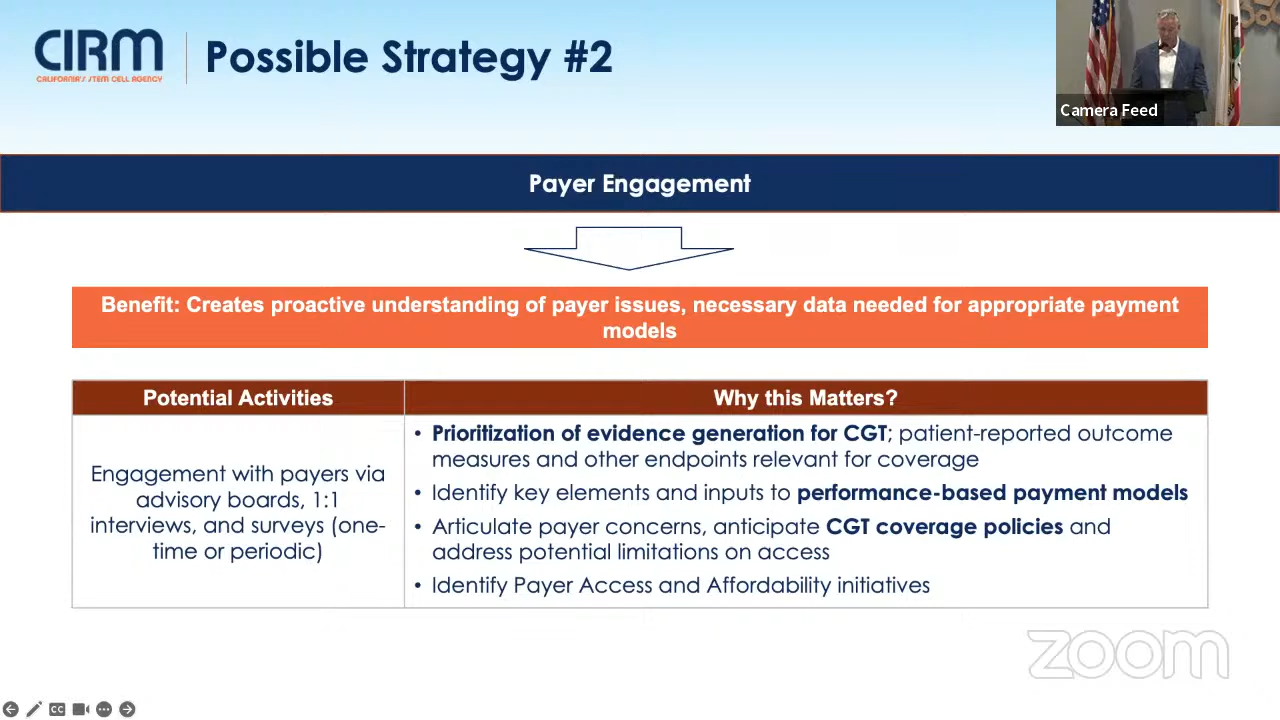 CIRM
CALIFORNIA'S STEM CELL AGENCY
Possible Strategy #2
Camera Feed
Payer Engagement
Benefit: Creates proactive understanding of payer issues, necessary data needed for appropriate payment
models
Potential Activities
Why this Matters?
Engagement with payers via
advisory boards, 1:1
interviews, and surveys (one-
time or periodic)
• Prioritization of evidence generation for CGT; patient-reported outcome
measures and other endpoints relevant for coverage
• Identify key elements and inputs to performance-based payment models
• Articulate payer concerns, anticipate CGT coverage policies and
address potential limitations on access
• Identify Payer Access and Affordability initiatives
zoom
CC